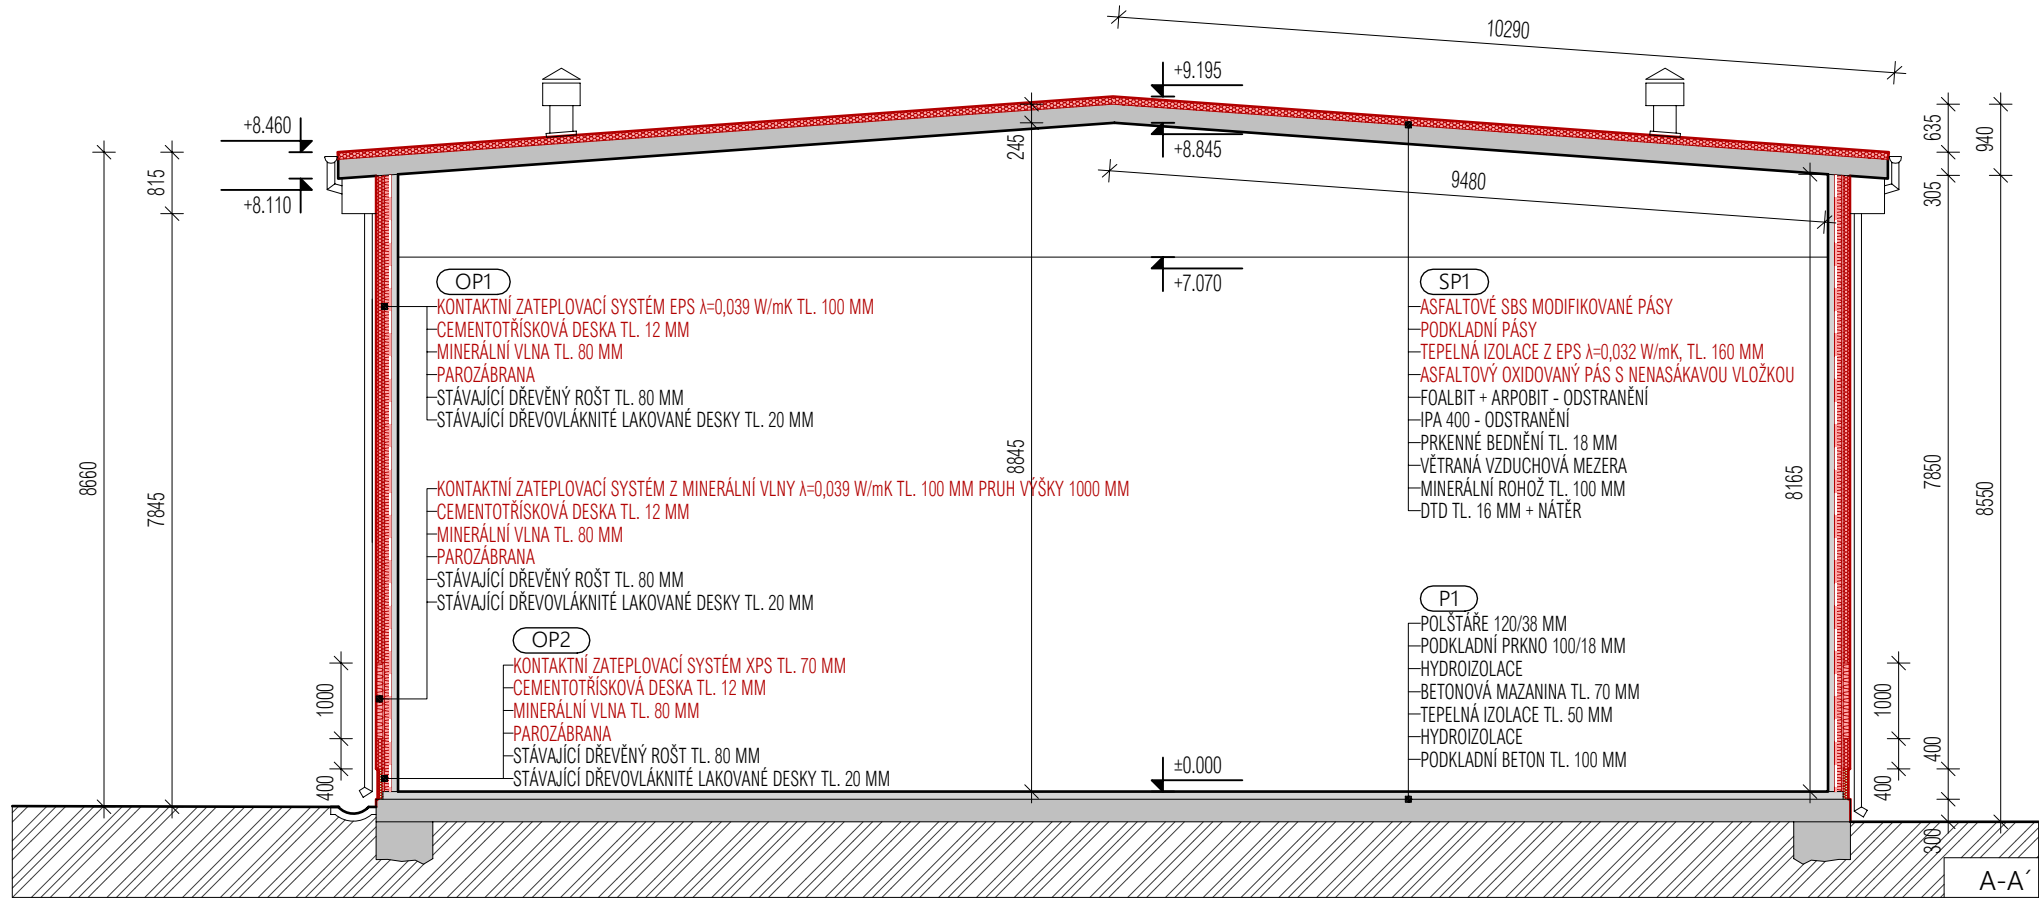 10290
+9.195
+8.460
+8.845
+8.110
245
635
940
815
305
9480
+7.070
OP1
KONTAKTNÍ ZATEPLOVACÍ SYSTÉM EPS λ=0,039 W/mK TL. 100 MM
CEMENTOTŘÍSKOVÁ DESKA TL. 12 MM
MINERÁLNÍ VLNA TL. 80 MM
PAROZÁBRANA
STÁVAJÍCÍ DŘEVĚNÝ ROŠT TL. 80 MM
STÁVAJÍCÍ DŘEVOVLÁKNITÉ LAKOVANÉ DESKY TL. 20 MM
SP1
ASFALTOVÉ SBS MODIFIKOVANÉ PÁSY
PODKLADNÍ PÁSY
TEPELNÁ IZOLACE Z EPS λ=0,032 W/mK, TL. 160 MM
ASFALTOVÝ OXIDOVANÝ PÁS S NENASÁKAVOU VLOŽKOU
FOALBIT + ARPOBIT - ODSTRANĚNÍ
IPA 400 - ODSTRANĚNÍ
PRKENNÉ BEDNĚNÍ TL. 18 MM
VĚTRANÁ VZDUCHOVÁ MEZERA
MINERÁLNÍ ROHOŽ TL. 100 MM
DTD TL. 16 MM + NÁTĚR
8660
7845
8845
8165
7850
8550
KONTAKTNÍ ZATEPLOVACÍ SYSTÉM Z MINERÁLNÍ VLNY λ=0,039 W/mK TL. 100 MM PRUH VÝŠKY 1000 MM
CEMENTOTŘÍSKOVÁ DESKA TL. 12 MM
MINERÁLNÍ VLNA TL. 80 MM
PAROZÁBRANA
STÁVAJÍCÍ DŘEVĚNÝ ROŠT TL. 80 MM
STÁVAJÍCÍ DŘEVOVLÁKNITÉ LAKOVANÉ DESKY TL. 20 MM
OP2
KONTAKTNÍ ZATEPLOVACÍ SYSTÉM XPS TL. 70 MM
CEMENTOTŘÍSKOVÁ DESKA TL. 12 MM
MINERÁLNÍ VLNA TL. 80 MM
PAROZÁBRANA
STÁVAJÍCÍ DŘEVĚNÝ ROŠT TL. 80 MM
STÁVAJÍCÍ DŘEVOVLÁKNITÉ LAKOVANÉ DESKY TL. 20 MM
P1
POLŠTÁŘE 120/38 MM
PODKLADNÍ PRKNO 100/18 MM
HYDROIZOLACE
BETONOVÁ MAZANINA TL. 70 MM
TEPELNÁ IZOLACE TL. 50 MM
HYDROIZOLACE
PODKLADNÍ BETON TL. 100 MM
1000
400
±0.000
1000
400
400
300
A-A´